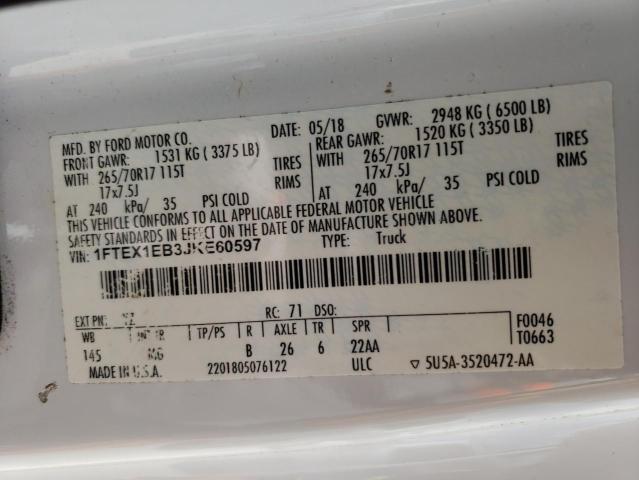 MFD. BY FORD MOTOR CO.
DATE: 05/18 GVWR: 2948 KG ( 6500 LB)
FRONT GAWR: 1531 KG ( 3375 LB) REAR GAWR: 1520 KG ( 3350 LB)
WITH 265/70R17 115T TIRES WITH 265/70R17 115T TIRES
17x7.5J RIMS 17x7.5J RIMS
AT 240 kPa/ 35 PSI COLD AT 240 kPa/ 35 PSI COLD
THIS VEHICLE CONFORMS TO ALL APPLICABLE FEDERAL MOTOR VEHICLE
SAFETY STANDARDS IN EFFECT ON THE DATE OF MANUFACTURE SHOWN ABOVE.
VIN: 1FTEX1EB3JKE60597 TYPE: Truck
EXT PNT: RC: 71 DSO:
WB INT TR TP/PS R AXLE TR SPR F0046
145 MG B 26 6 22AA T0663
MADE IN U.S.A. 2201805076122 ULC ▽ 5U5A-3520472-AA